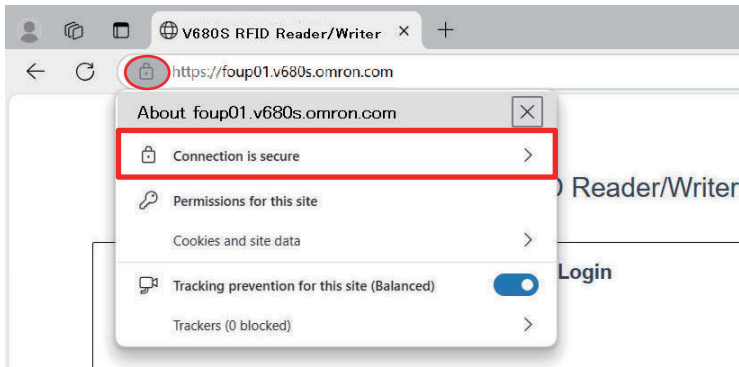 V680S RFID Reader/Writer
https://foup01.v680s.omron.com
About foup01.v680s.omron.com
Connection is secure
Permissions for this site
Reader/Writer
Cookies and site data
Tracking prevention for this site (Balanced)
Login
Trackers (0 blocked)